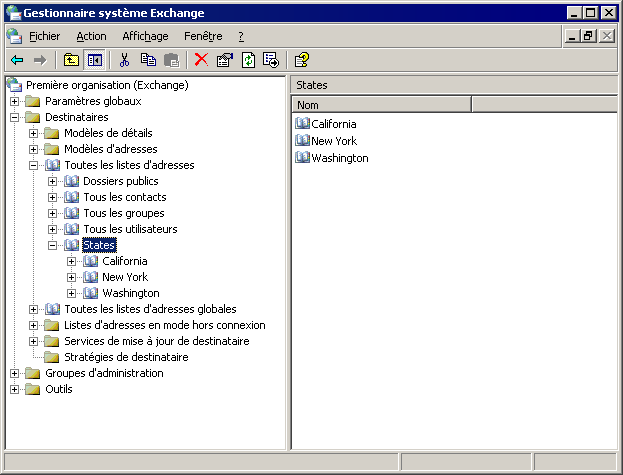 Gestionnaire système Exchange
Fichier Action Affichage Fenêtre ?
Première organisation (Exchange)
Paramètres globaux
Destinataires
Modèles de détails
Modèles d'adresses
Toutes les listes d'adresses
Dossiers publics
Tous les contacts
Tous les groupes
Tous les utilisateurs
States
California
New York
Washington
Toutes les listes d'adresses globales
Listes d'adresses en mode hors connexion
Services de mise à jour de destinataire
Stratégies de destinataire
Groupes d'administration
Outils
States
Nom
California
New York
Washington